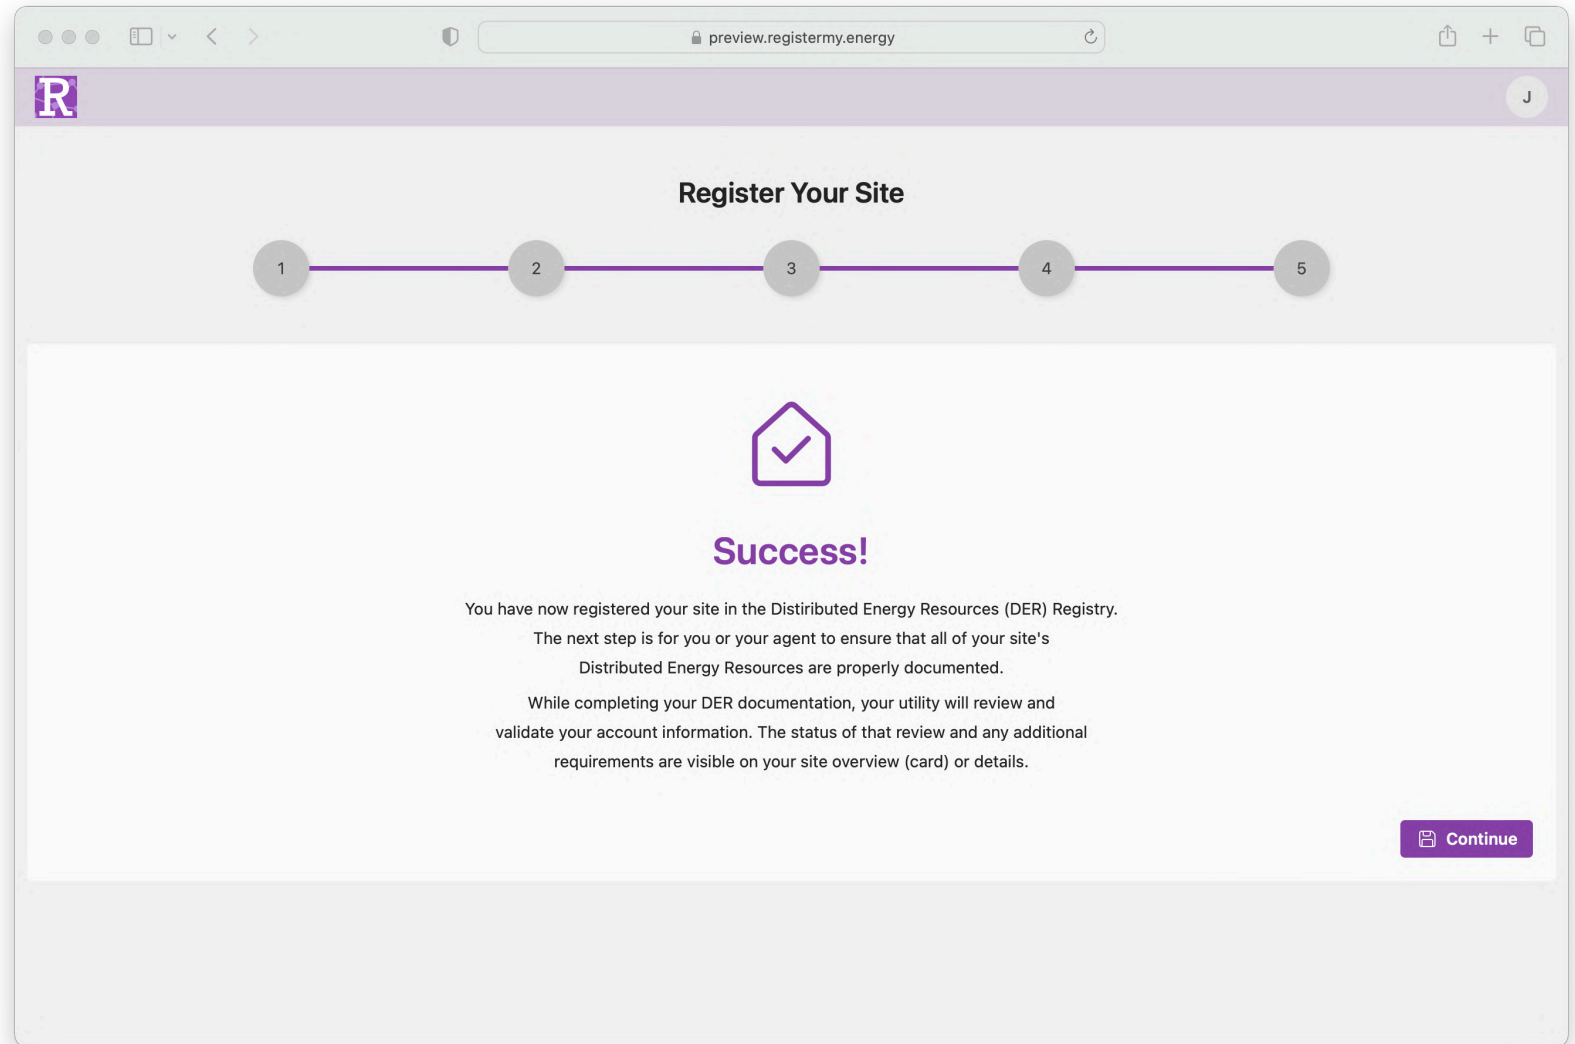 preview.registermy.energy
R
J
Register Your Site
1 2 3 4 5
Success!
You have now registered your site in the Distiributed Energy Resources (DER) Registry.
The next step is for you or your agent to ensure that all of your site's
Distributed Energy Resources are properly documented.
While completing your DER documentation, your utility will review and
validate your account information. The status of that review and any additional
requirements are visible on your site overview (card) or details.
Continue